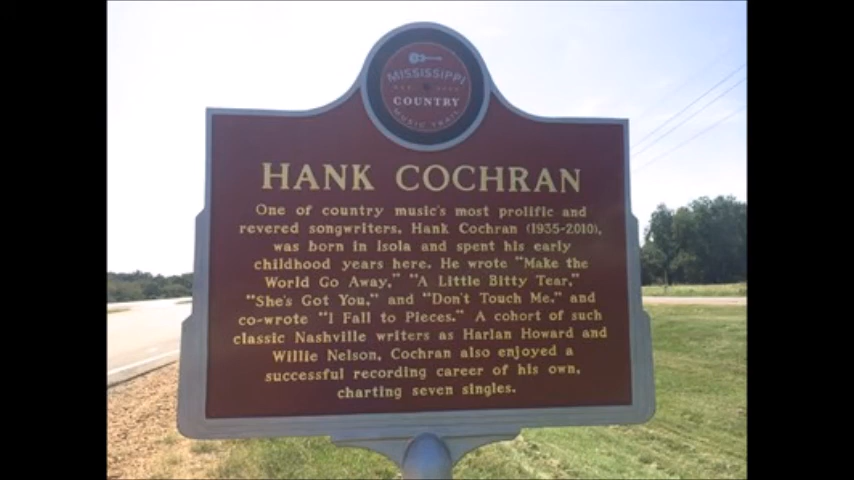 MISSISSIPPI
COUNTRY
MUSIC TRAIL
HANK COCHRAN
One of country music's most prolific and
revered songwriters, Hank Cochran (1935-2010),
was born in Isola and spent his early
childhood years here. He wrote "Make the
World Go Away," "A Little Bitty Tear,"
"She's Got You," and "Don't Touch Me," and
co-wrote "I Fall to Pieces." A cohort of such
classic Nashville writers as Harlan Howard and
Willie Nelson, Cochran also enjoyed a
successful recording career of his own,
charting seven singles.